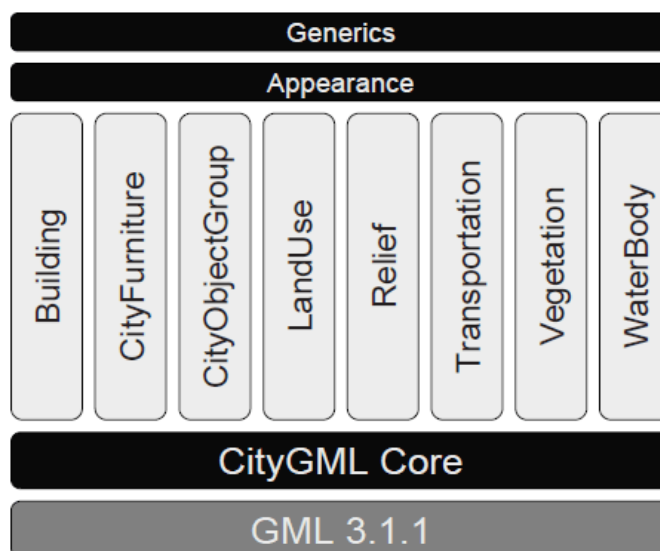 Generics
Appearance
Building
CityFurniture
CityObjectGroup
LandUse
Relief
Transportation
Vegetation
WaterBody
CityGML Core
GML 3.1.1